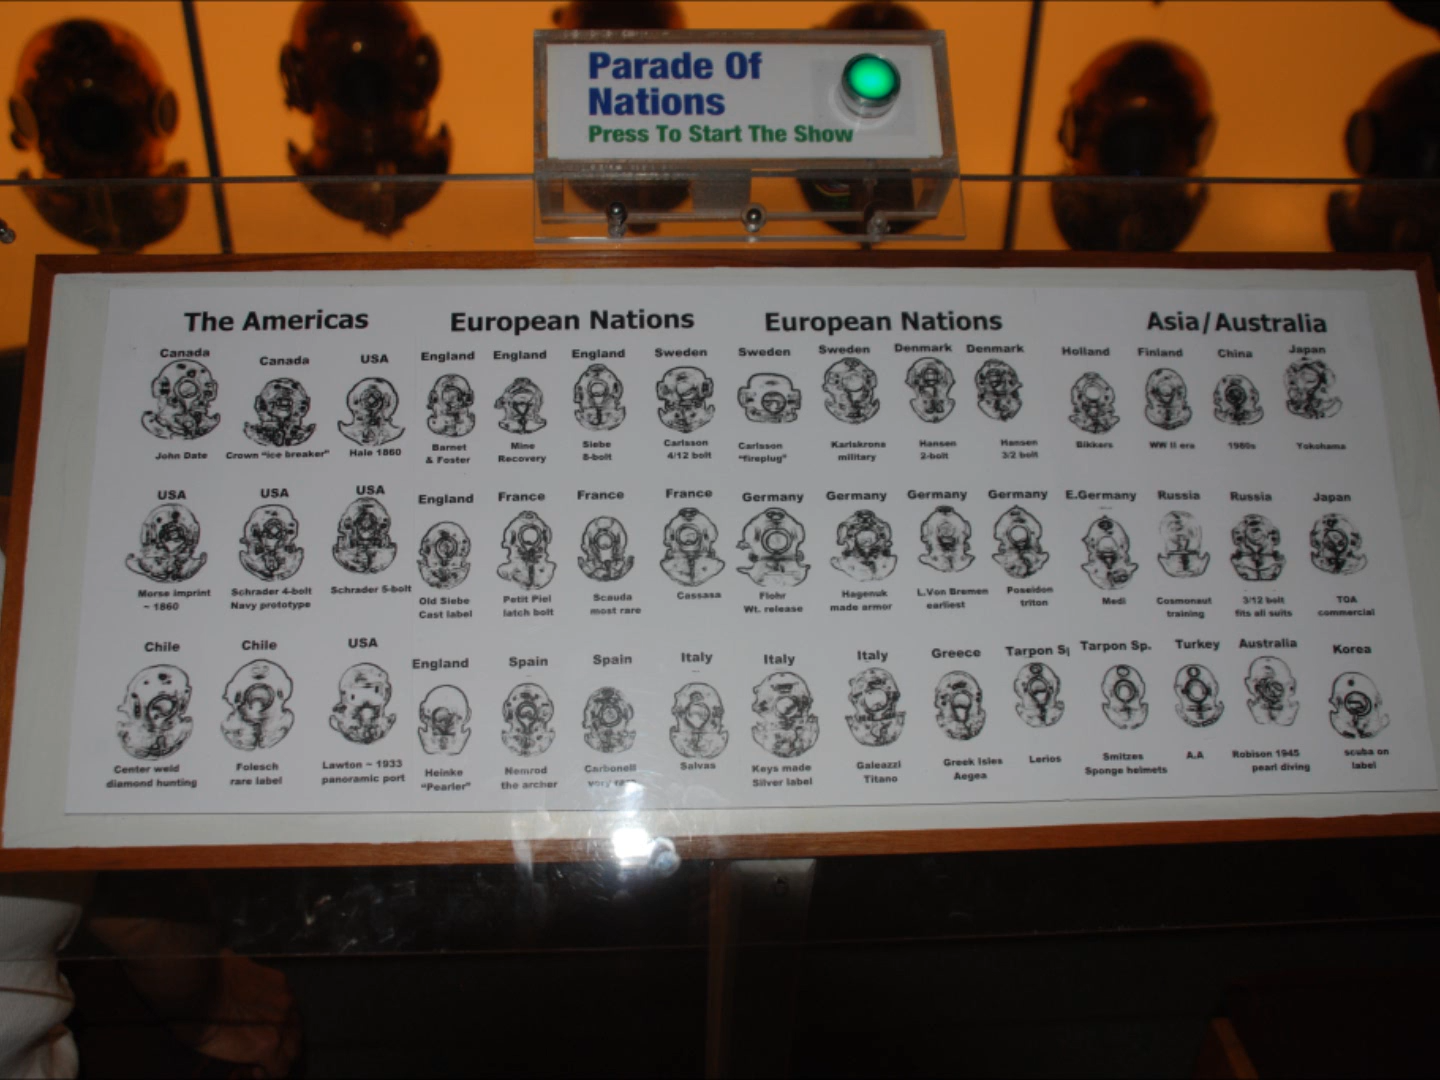 Parade Of
Nations
Press To Start The Show
The Americas
European Nations
European Nations
Asia/Australia
Canada Canada USA England England England Sweden Sweden Sweden Denmark Denmark Holland Finland China Japan
John Date Crown "ice breaker" Hale 1860 Barnet Mine Siebe Carlsson Carlsson Karlskrona Hansen Hansen Bikkers WW II era 1980s Yokohama
& Foster Recovery 8-bolt 4/12 bolt "fireplug" military 2-bolt 3/2 bolt
USA USA USA England France France France Germany Germany Germany Germany E.Germany Russia Russia Japan
Morse imprint Schrader 4-bolt Schrader 5-bolt Old Siebe Petit Piel Scauda Cassasa Flohr Hagenuk L.Von Bremen Poseidon Medi Cosmonaut 3/12 bolt TOA
~ 1860 Navy prototype Cast label latch bolt most rare Wt. release made armor earliest triton training fits all suits commercial
Chile Chile USA England Spain Spain Italy Italy Italy Greece Tarpon Sp Tarpon Sp. Turkey Australia Korea
Center weld Folesch Lawton ~ 1933 Heinke Nemrod Carbonell Salvas Keys made Galeazzi Greek Isles Lerios Smitzes A.A Robison 1945 scuba on
diamond hunting rare label panoramic port "Pearler" the archer very rare Silver label Titano Aegea Sponge helmets pearl diving label